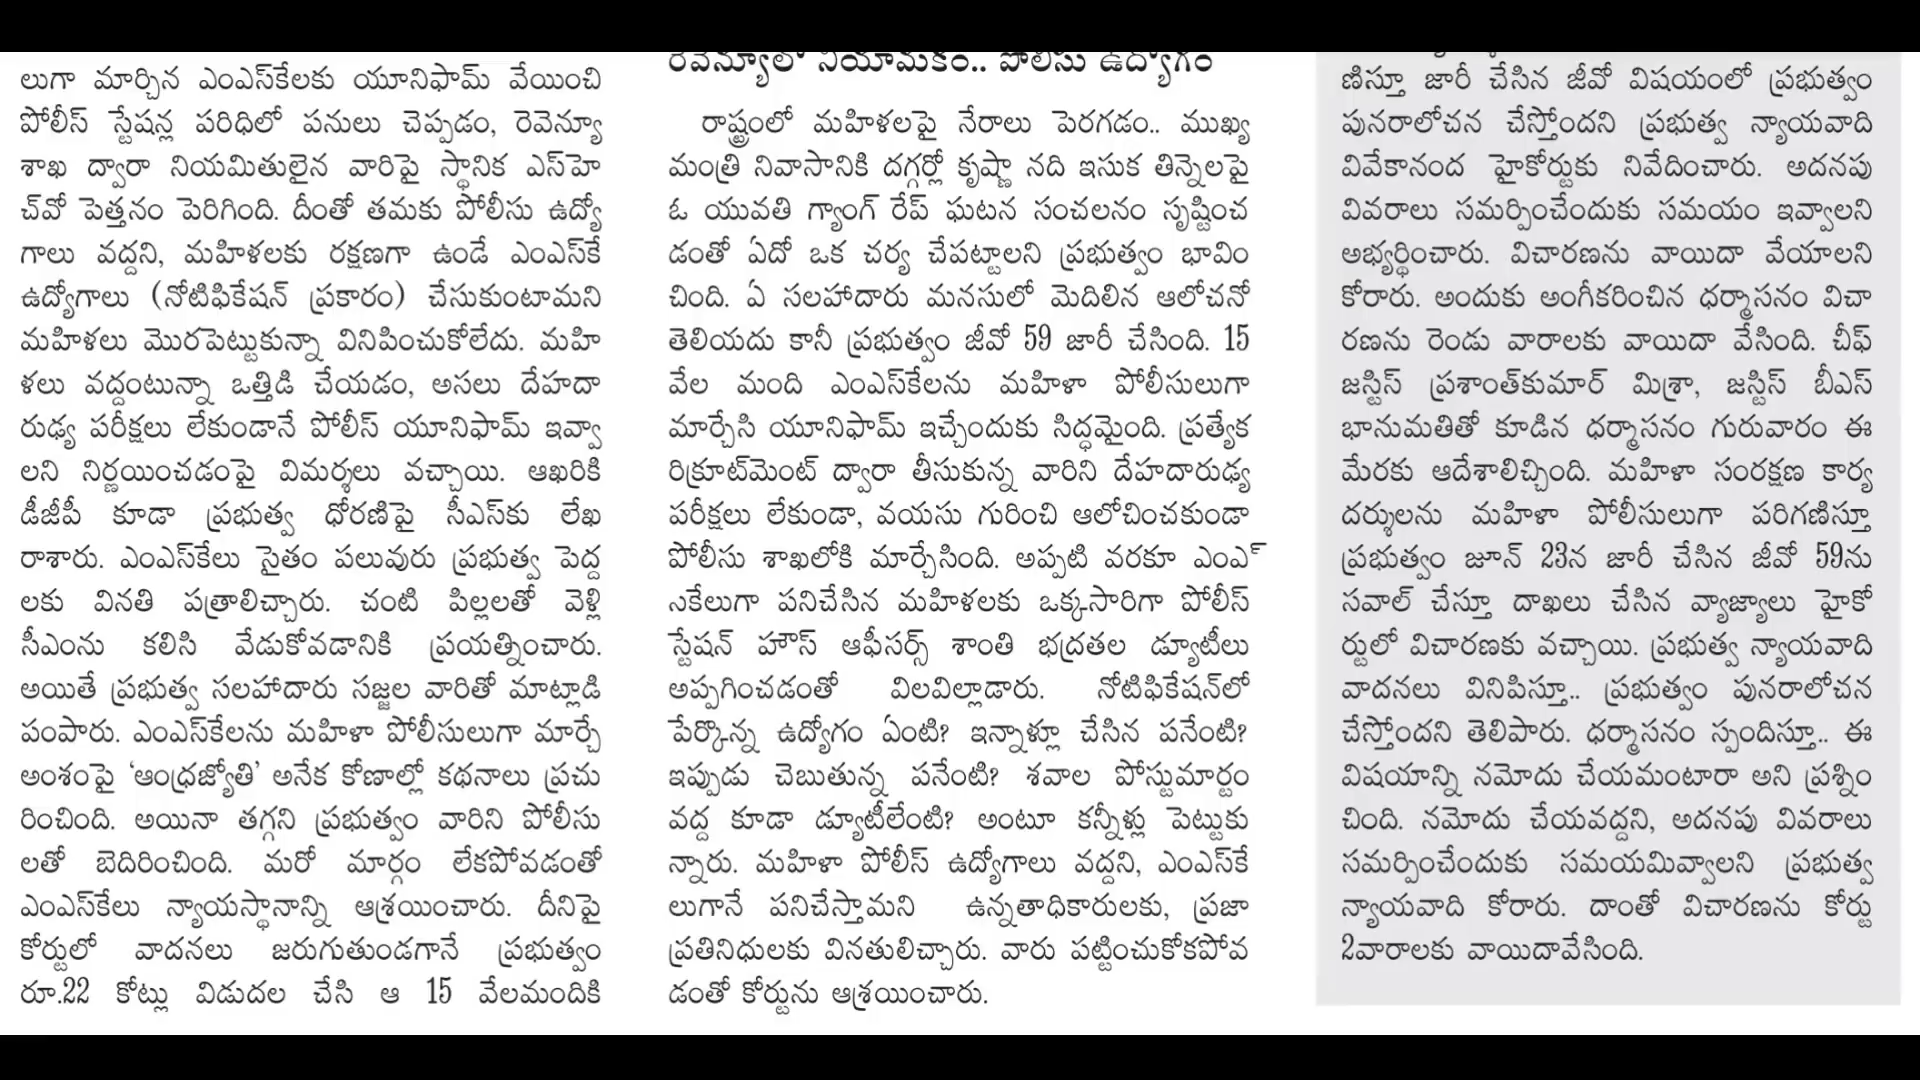 లుగా మార్చిన ఎంఎస్‌కేలకు యూనిఫామ్ వేయించి
పోలీస్ స్టేషన్ల పరిధిలో పనులు చెప్పడం, రెవెన్యూ
శాఖ ద్వారా నియమితులైన వారిపై స్థానిక ఎస్‌హె
చ్‌వో పెత్తనం పెరిగింది. దీంతో తమకు పోలీసు ఉద్యో
గాలు వద్దని, మహిళలకు రక్షణగా ఉండే ఎంఎస్‌కే
ఉద్యోగాలు (నోటిఫికేషన్ ప్రకారం) చేసుకుంటామని
మహిళలు మొరపెట్టుకున్నా వినిపించుకోలేదు. మహి
ళలు వద్దంటున్నా ఒత్తిడి చేయడం, అసలు దేహదా
రుఢ్య పరీక్షలు లేకుండానే పోలీస్ యూనిఫామ్ ఇవ్వా
లని నిర్ణయించడంపై విమర్శలు వచ్చాయి. ఆఖరికి
డీజీపీ కూడా ప్రభుత్వ ధోరణిపై సీఎస్‌కు లేఖ
రాశారు. ఎంఎస్‌కేలు సైతం పలువురు ప్రభుత్వ పెద్ద
లకు వినతి పత్రాలిచ్చారు. చంటి పిల్లలతో వెళ్లి
సీఎంను కలిసి వేడుకోవడానికి ప్రయత్నించారు.
అయితే ప్రభుత్వ సలహాదారు సజ్జల వారితో మాట్లాడి
పంపారు. ఎంఎస్‌కేలను మహిళా పోలీసులుగా మార్చే
అంశంపై ‘ఆంధ్రజ్యోతి’ అనేక కోణాల్లో కథనాలు ప్రచు
రించింది. అయినా తగ్గని ప్రభుత్వం వారిని పోలీసు
లతో బెదిరించింది. మరో మార్గం లేకపోవడంతో
ఎంఎస్‌కేలు న్యాయస్థానాన్ని ఆశ్రయించారు. దీనిపై
కోర్టులో వాదనలు జరుగుతుండగానే ప్రభుత్వం
రూ.22 కోట్లు విడుదల చేసి ఆ 15 వేలమందికి
రెవెన్యూలో నియామకం.. పోలీసు ఉద్యోగం
రాష్ట్రంలో మహిళలపై నేరాలు పెరగడం.. ముఖ్య
మంత్రి నివాసానికి దగ్గర్లో కృష్ణా నది ఇసుక తిన్నెలపై
ఓ యువతి గ్యాంగ్ రేప్ ఘటన సంచలనం సృష్టించ
డంతో ఏదో ఒక చర్య చేపట్టాలని ప్రభుత్వం భావిం
చింది. ఏ సలహాదారు మనసులో మెదిలిన ఆలోచనో
తెలియదు కానీ ప్రభుత్వం జీవో 59 జారీ చేసింది. 15
వేల మంది ఎంఎస్‌కేలను మహిళా పోలీసులుగా
మార్చేసి యూనిఫామ్ ఇచ్చేందుకు సిద్ధమైంది. ప్రత్యేక
రిక్రూట్‌మెంట్ ద్వారా తీసుకున్న వారిని దేహదారుఢ్య
పరీక్షలు లేకుండా, వయసు గురించి ఆలోచించకుండా
పోలీసు శాఖలోకి మార్చేసింది. అప్పటి వరకూ ఎంఎస్
‌కేలుగా పనిచేసిన మహిళలకు ఒక్కసారిగా పోలీస్
స్టేషన్ హౌస్ ఆఫీసర్స్ శాంతి భద్రతల డ్యూటీలు
అప్పగించడంతో విలవిల్లాడారు. నోటిఫికేషన్‌లో
పేర్కొన్న ఉద్యోగం ఏంటి? ఇన్నాళ్లూ చేసిన పనేంటి?
ఇప్పుడు చెబుతున్న పనేంటి? శవాల పోస్టుమార్టం
వద్ద కూడా డ్యూటీలేంటి? అంటూ కన్నీళ్లు పెట్టుకు
న్నారు. మహిళా పోలీస్ ఉద్యోగాలు వద్దని, ఎంఎస్‌కే
లుగానే పనిచేస్తామని ఉన్నతాధికారులకు, ప్రజా
ప్రతినిధులకు వినతులిచ్చారు. వారు పట్టించుకోకపోవ
డంతో కోర్టును ఆశ్రయించారు.
ణిస్తూ జారీ చేసిన జీవో విషయంలో ప్రభుత్వం
పునరాలోచన చేస్తోందని ప్రభుత్వ న్యాయవాది
వివేకానంద హైకోర్టుకు నివేదించారు. అదనపు
వివరాలు సమర్పించేందుకు సమయం ఇవ్వాలని
అభ్యర్థించారు. విచారణను వాయిదా వేయాలని
కోరారు. అందుకు అంగీకరించిన ధర్మాసనం విచా
రణను రెండు వారాలకు వాయిదా వేసింది. చీఫ్
జస్టిస్ ప్రశాంత్‌కుమార్ మిశ్రా, జస్టిస్ బీఎస్
భానుమతితో కూడిన ధర్మాసనం గురువారం ఈ
మేరకు ఆదేశాలిచ్చింది. మహిళా సంరక్షణ కార్య
దర్శులను మహిళా పోలీసులుగా పరిగణిస్తూ
ప్రభుత్వం జూన్ 23న జారీ చేసిన జీవో 59ను
సవాల్ చేస్తూ దాఖలు చేసిన వ్యాజ్యాలు హైకో
ర్టులో విచారణకు వచ్చాయి. ప్రభుత్వ న్యాయవాది
వాదనలు వినిపిస్తూ.. ప్రభుత్వం పునరాలోచన
చేస్తోందని తెలిపారు. ధర్మాసనం స్పందిస్తూ.. ఈ
విషయాన్ని నమోదు చేయమంటారా అని ప్రశ్నిం
చింది. నమోదు చేయవద్దని, అదనపు వివరాలు
సమర్పించేందుకు సమయమివ్వాలని ప్రభుత్వ
న్యాయవాది కోరారు. దాంతో విచారణను కోర్టు
2వారాలకు వాయిదావేసింది.